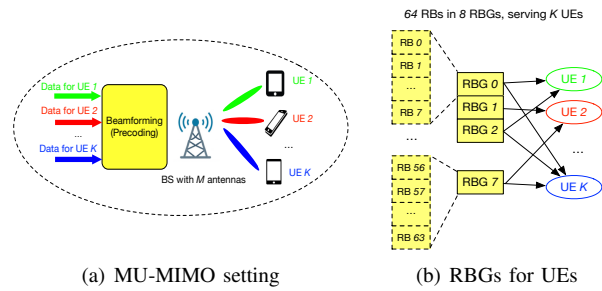 Data for UE 1
Data for UE 2
...
Data for UE K
Beamforming
(Precoding)
BS with M antennas
UE 1
UE 2
...
UE K
(a) MU-MIMO setting
64 RBs in 8 RBGs, serving K UEs
RB 0
RB 1
...
RB 7
...
RB 56
RB 57
...
RB 63
RBG 0
RBG 1
RBG 2
...
RBG 7
UE 1
UE 2
...
UE K
(b) RBGs for UEs